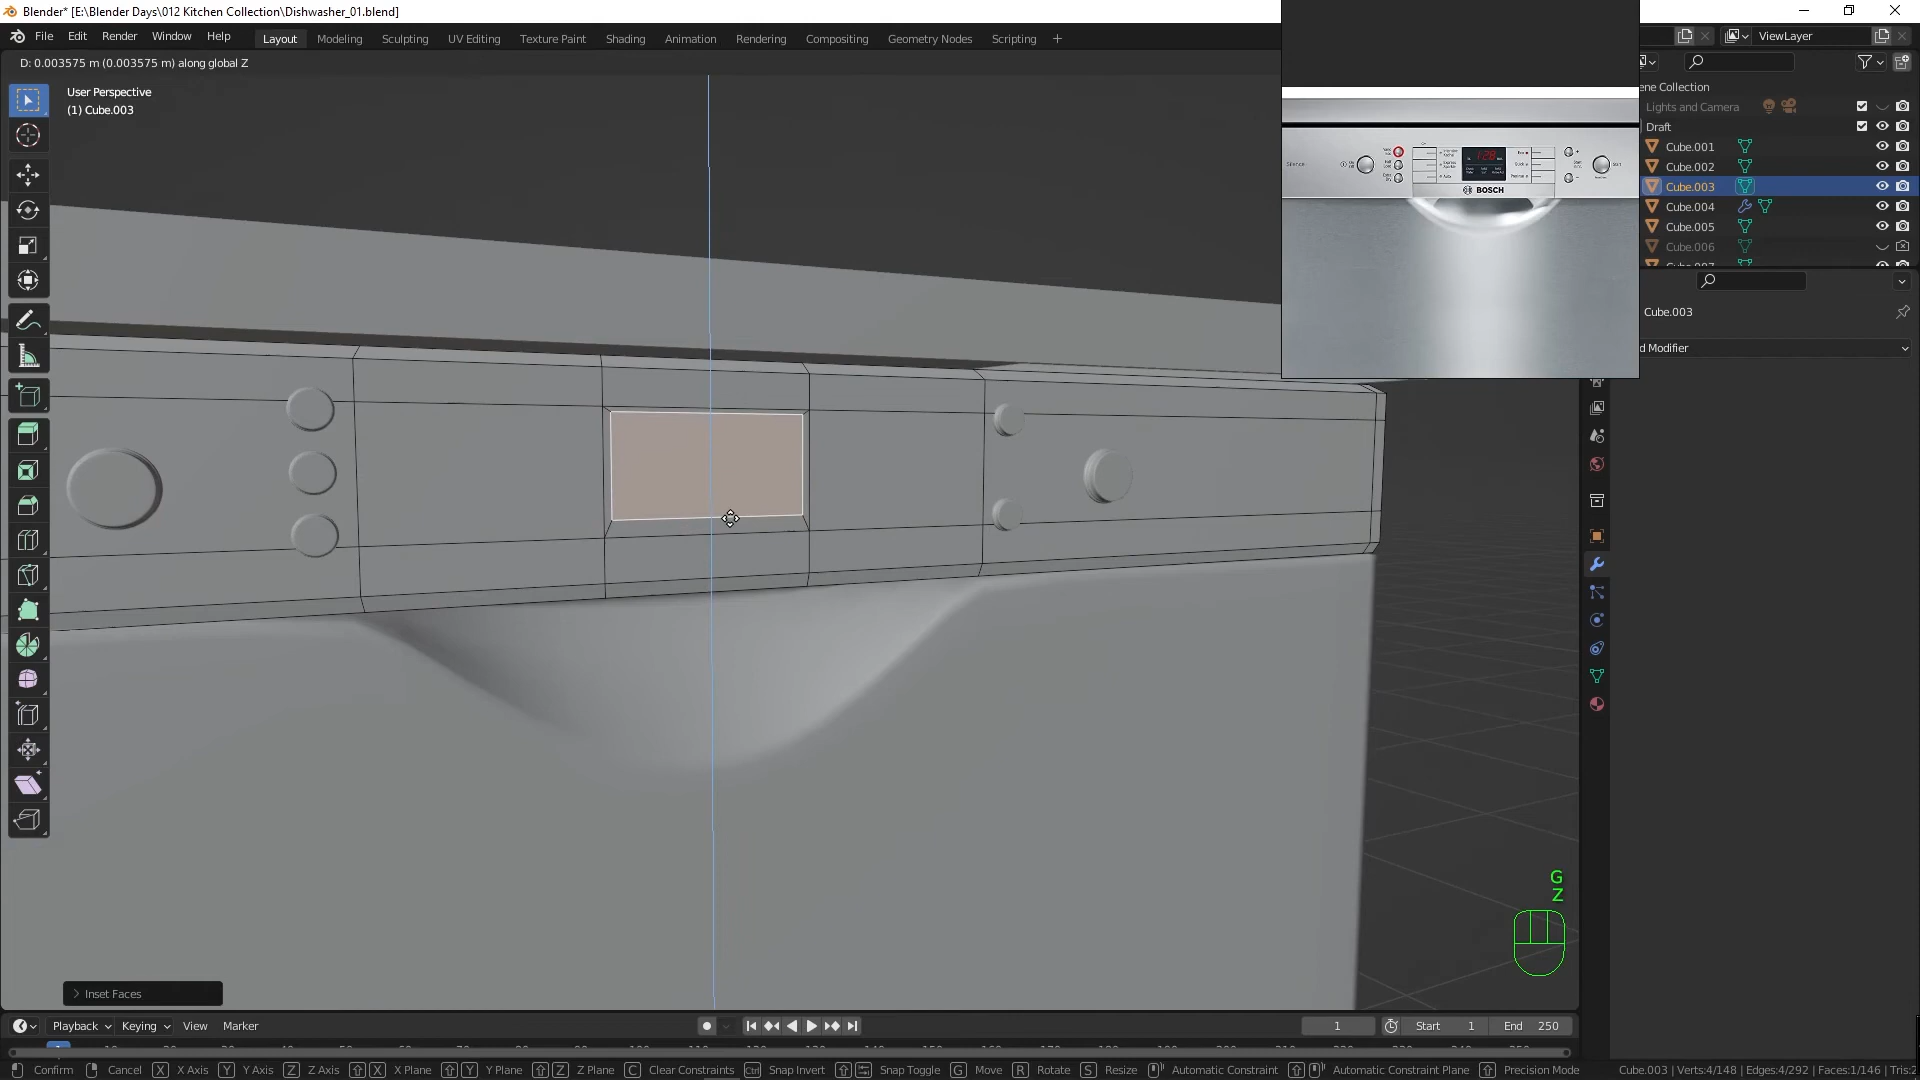 Blender* [E:\Blender Days\012 Kitchen Collection\Dishwasher_01.blend]
File Edit Render Window Help
Layout Modeling Sculpting UV Editing Texture Paint Shading Animation Rendering Compositing Geometry Nodes Scripting +
ViewLayer
D: 0.003575 m (0.003575 m) along global Z
User Perspective
(1) Cube.003
ene Collection
Lights and Camera
Draft
Cube.001
Cube.002
Cube.003
Cube.004
Cube.005
Cube.006
BOSCH
Cube.003
d Modifier
G
Z
Inset Faces
Playback Keying View Marker
1 Start 1 End 250
Confirm Cancel X X Axis Y Y Axis Z Z Axis X X Plane Y Y Plane Z Z Plane C Clear Constraints Ctrl Snap Invert Snap Toggle G Move R Rotate S Resize Automatic Constraint Automatic Constraint Plane Precision Mode Cube.003 | Verts:4/148 | Edges:4/292 | Faces:1/146 | Tris:2